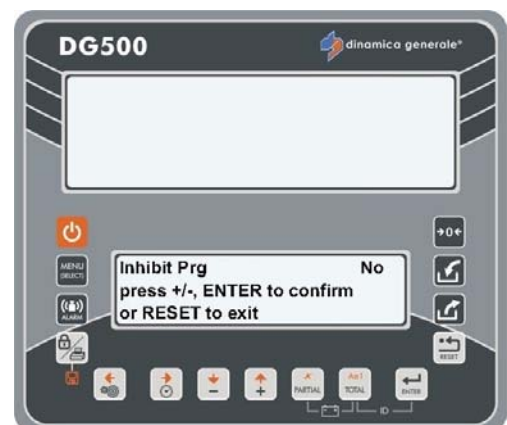 DG500
dinamica generale®
→0←
MENU
(SELECT)
Inhibit Prg No
press +/-, ENTER to confirm
or RESET to exit
ALARM
RESET
PARTIAL
TOTAL
ENTER
ID